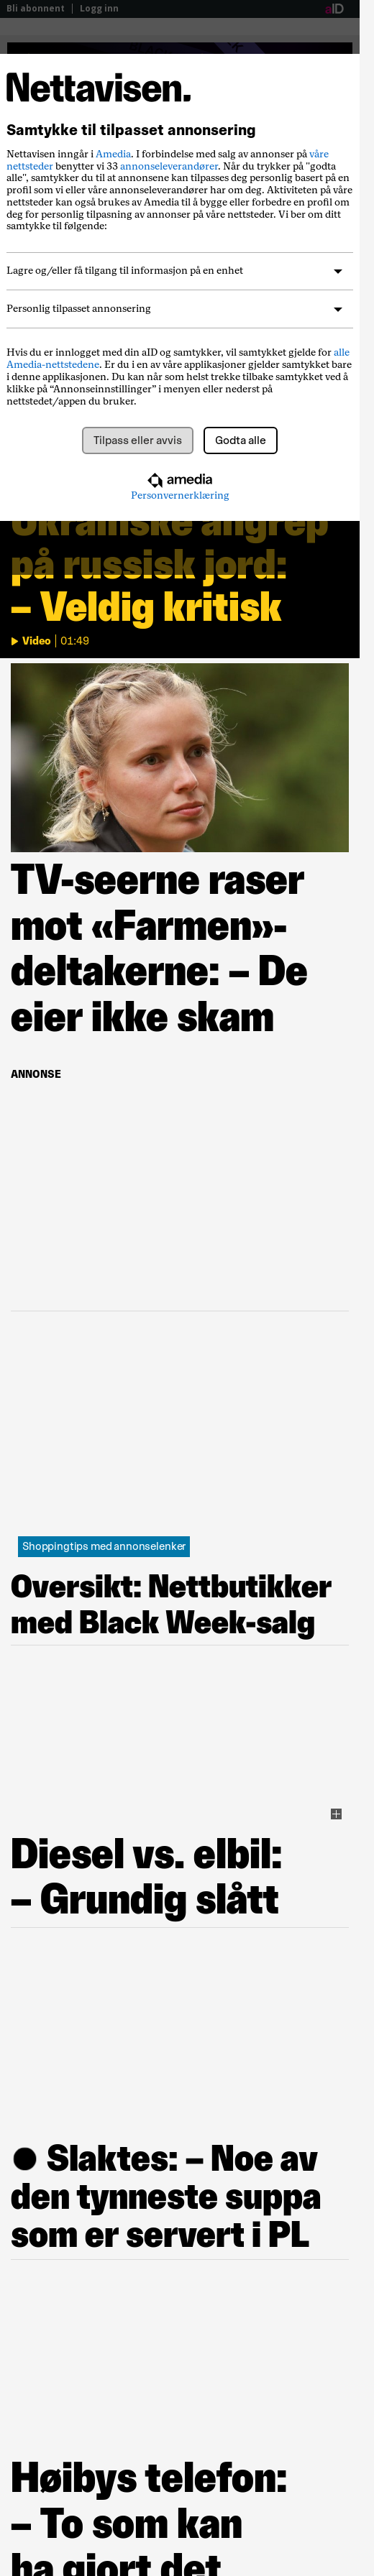 Bli abonnent | Logg inn
aID
Nettavisen.
Samtykke til tilpasset annonsering
Nettavisen inngår i Amedia. I forbindelse med salg av annonser på våre
nettsteder benytter vi 33 annonseleverandører. Når du trykker på "godta
alle", samtykker du til at annonsene kan tilpasses deg personlig basert på en
profil som vi eller våre annonseleverandører har om deg. Aktiviteten på våre
nettsteder kan også brukes av Amedia til å bygge eller forbedre en profil om
deg for personlig tilpasning av annonser på våre nettsteder. Vi ber om ditt
samtykke til følgende:
Lagre og/eller få tilgang til informasjon på en enhet
Personlig tilpasset annonsering
Hvis du er innlogget med din aID og samtykker, vil samtykket gjelde for alle
Amedia-nettstedene. Er du i en av våre applikasjoner gjelder samtykket bare
i denne applikasjonen. Du kan når som helst trekke tilbake samtykket ved å
klikke på “Annonseinnstillinger” i menyen eller nederst på
nettstedet/appen du bruker.
Tilpass eller avvis
Godta alle
amedia
Personvernerklæring
Ukrainske angrep
på russisk jord:
– Veldig kritisk
Video | 01:49
TV-seerne raser
mot «Farmen»-
deltakerne: – De
eier ikke skam
ANNONSE
Shoppingtips med annonselenker
Oversikt: Nettbutikker
med Black Week-salg
Diesel vs. elbil:
– Grundig slått
● Slaktes: – Noe av
den tynneste suppa
som er servert i PL
Høibys telefon:
– To som kan
ha gjort det